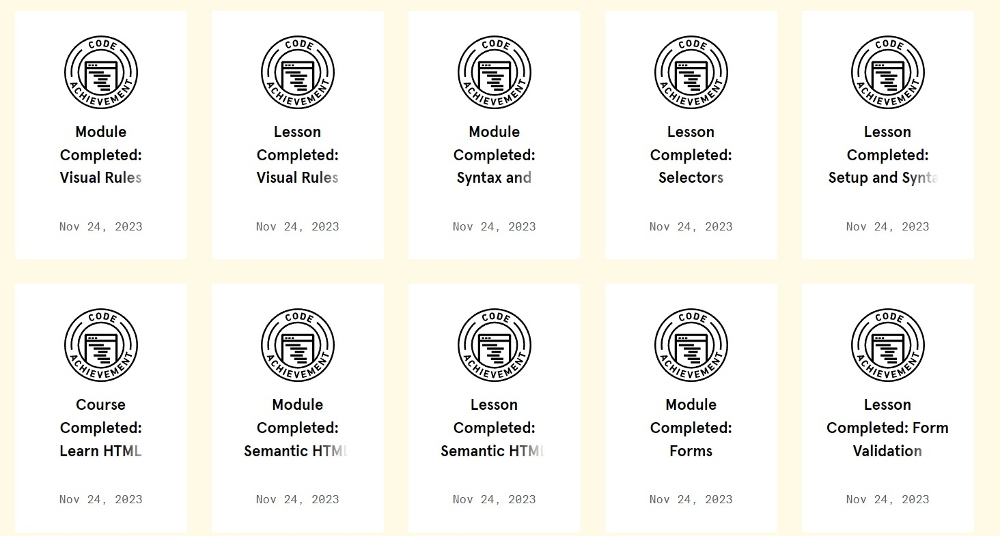 CODE
ACHIEVEMENT
Module
Completed:
Visual Rules
Nov 24, 2023
CODE
ACHIEVEMENT
Lesson
Completed:
Visual Rules
Nov 24, 2023
CODE
ACHIEVEMENT
Module
Completed:
Syntax and
Nov 24, 2023
CODE
ACHIEVEMENT
Lesson
Completed:
Selectors
Nov 24, 2023
CODE
ACHIEVEMENT
Lesson
Completed:
Setup and Synta
Nov 24, 2023
CODE
ACHIEVEMENT
Course
Completed:
Learn HTML
Nov 24, 2023
CODE
ACHIEVEMENT
Module
Completed:
Semantic HTML
Nov 24, 2023
CODE
ACHIEVEMENT
Lesson
Completed:
Semantic HTML
Nov 24, 2023
CODE
ACHIEVEMENT
Module
Completed:
Forms
Nov 24, 2023
CODE
ACHIEVEMENT
Lesson
Completed: Form
Validation
Nov 24, 2023